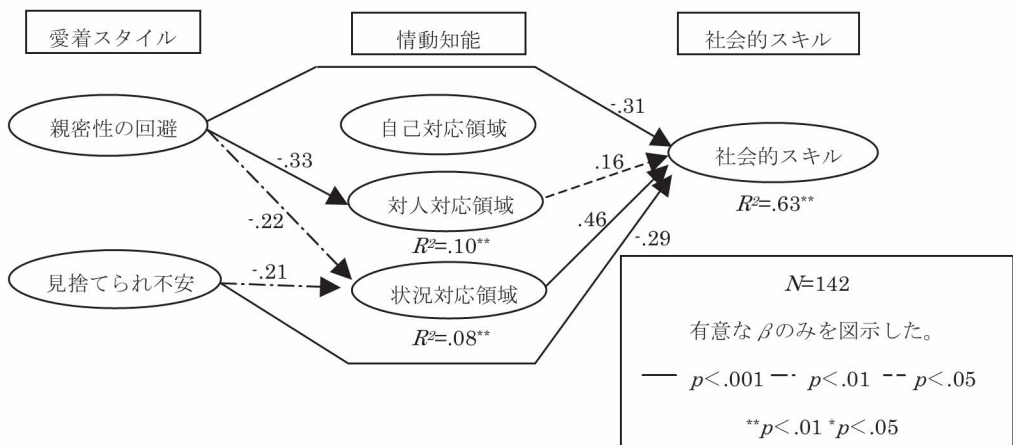 愛着スタイル
情動知能
社会的スキル
親密性の回避
自己対応領域
-.31
社会的スキル
R²=.63**
-.33
.16
対人対応領域
R²=.10**
-.22
.46
-.29
見捨てられ不安
-.21
状況対応領域
R²=.08**
N=142
有意なβのみを図示した。
p<.001 p<.01 p<.05
**p<.01 *p<.05